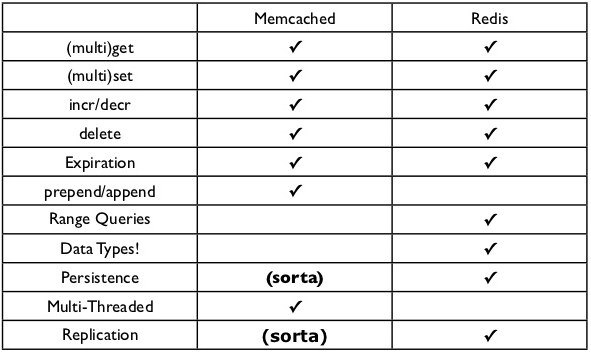 Memcached Redis
(multi)get ✓ ✓
(multi)set ✓ ✓
incr/decr ✓ ✓
delete ✓ ✓
Expiration ✓ ✓
prepend/append ✓
Range Queries ✓
Data Types! ✓
Persistence (sorta) ✓
Multi-Threaded ✓
Replication (sorta) ✓